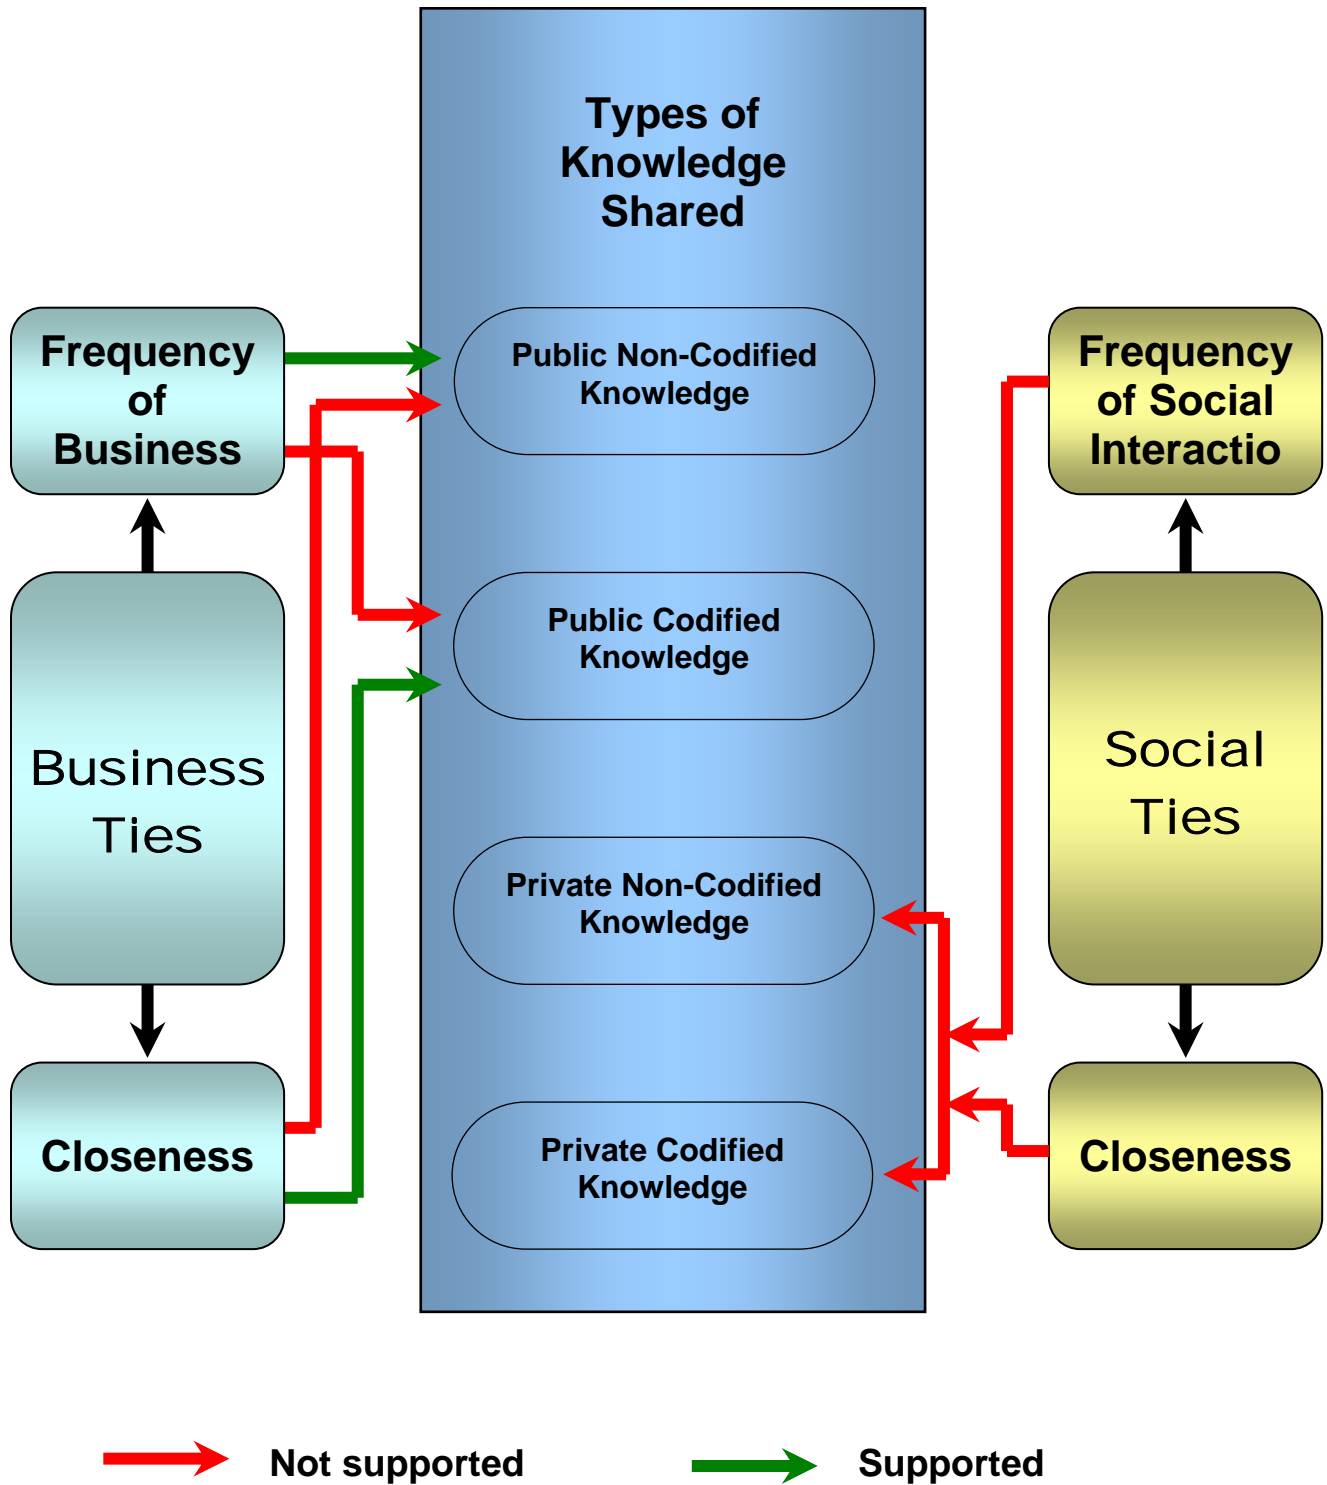 Types of
Knowledge
Shared
Frequency
of
Business
Public Non-Codified
Knowledge
Frequency
of Social
Interactio
Public Codified
Knowledge
Business
Ties
Social
Ties
Private Non-Codified
Knowledge
Closeness
Private Codified
Knowledge
Closeness
Not supported
Supported